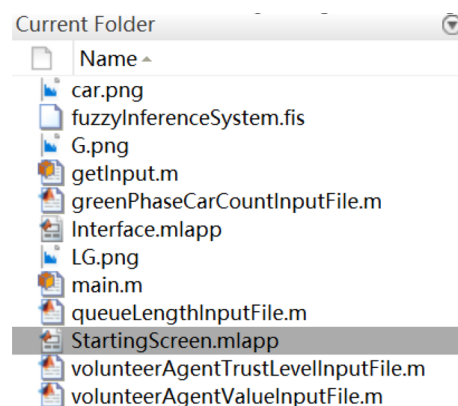 Current Folder
Name
car.png
fuzzyInferenceSystem.fis
G.png
getInput.m
greenPhaseCarCountInputFile.m
Interface.mlapp
LG.png
main.m
queueLengthInputFile.m
StartingScreen.mlapp
volunteerAgentTrustLevelInputFile.m
volunteerAgentValueInputFile.m